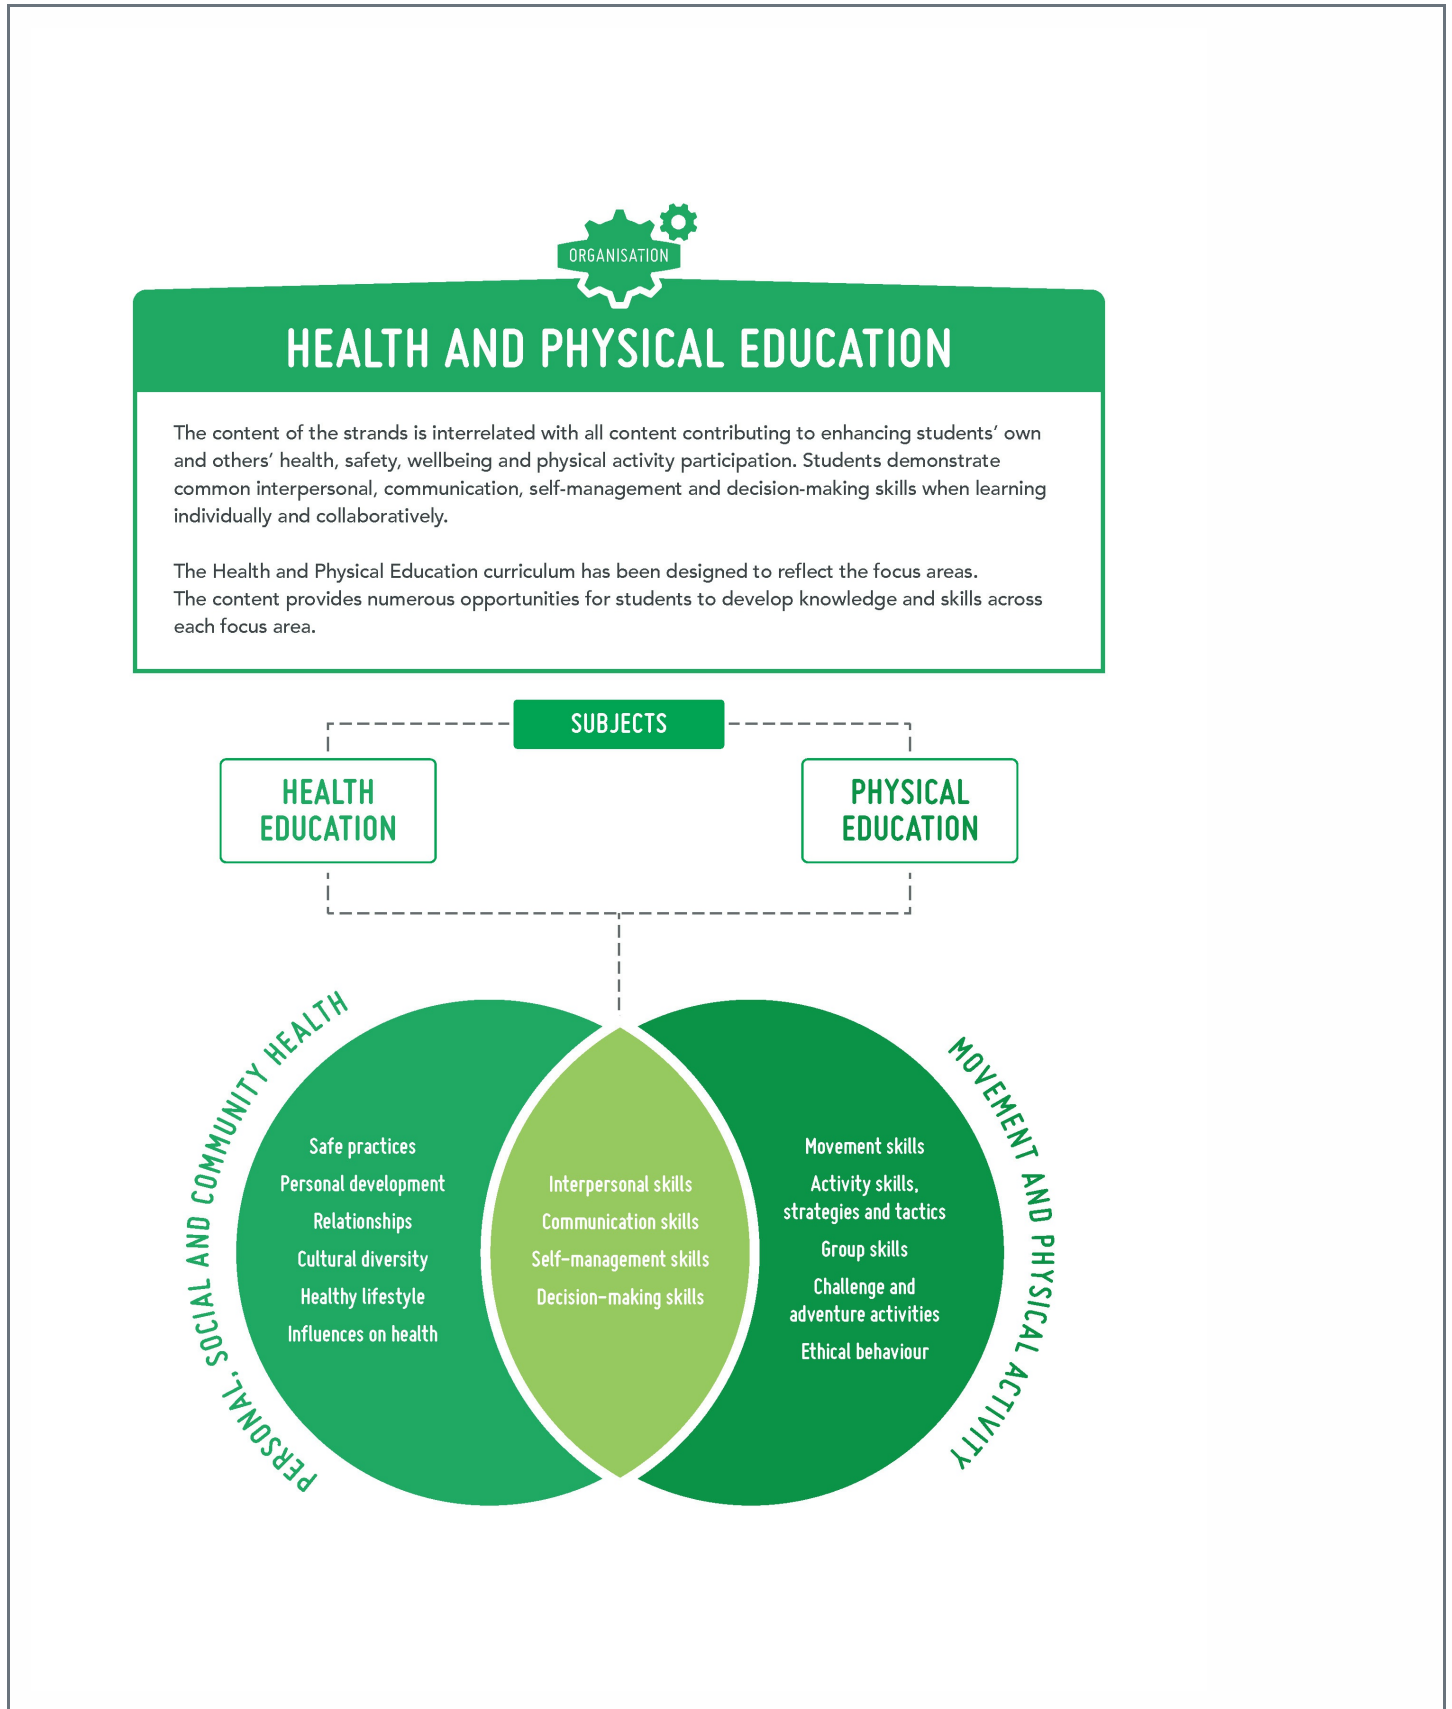 ORGANISATION
HEALTH AND PHYSICAL EDUCATION
The content of the strands is interrelated with all content contributing to enhancing students’ own
and others’ health, safety, wellbeing and physical activity participation. Students demonstrate
common interpersonal, communication, self-management and decision-making skills when learning
individually and collaboratively.
The Health and Physical Education curriculum has been designed to reflect the focus areas.
The content provides numerous opportunities for students to develop knowledge and skills across
each focus area.
SUBJECTS
HEALTH
EDUCATION
PHYSICAL
EDUCATION
PERSONAL, SOCIAL AND COMMUNITY HEALTH
Safe practices
Personal development
Relationships
Cultural diversity
Healthy lifestyle
Influences on health
Interpersonal skills
Communication skills
Self-management skills
Decision-making skills
Movement skills
Activity skills,
strategies and tactics
Group skills
Challenge and
adventure activities
Ethical behaviour
MOVEMENT AND PHYSICAL ACTIVITY